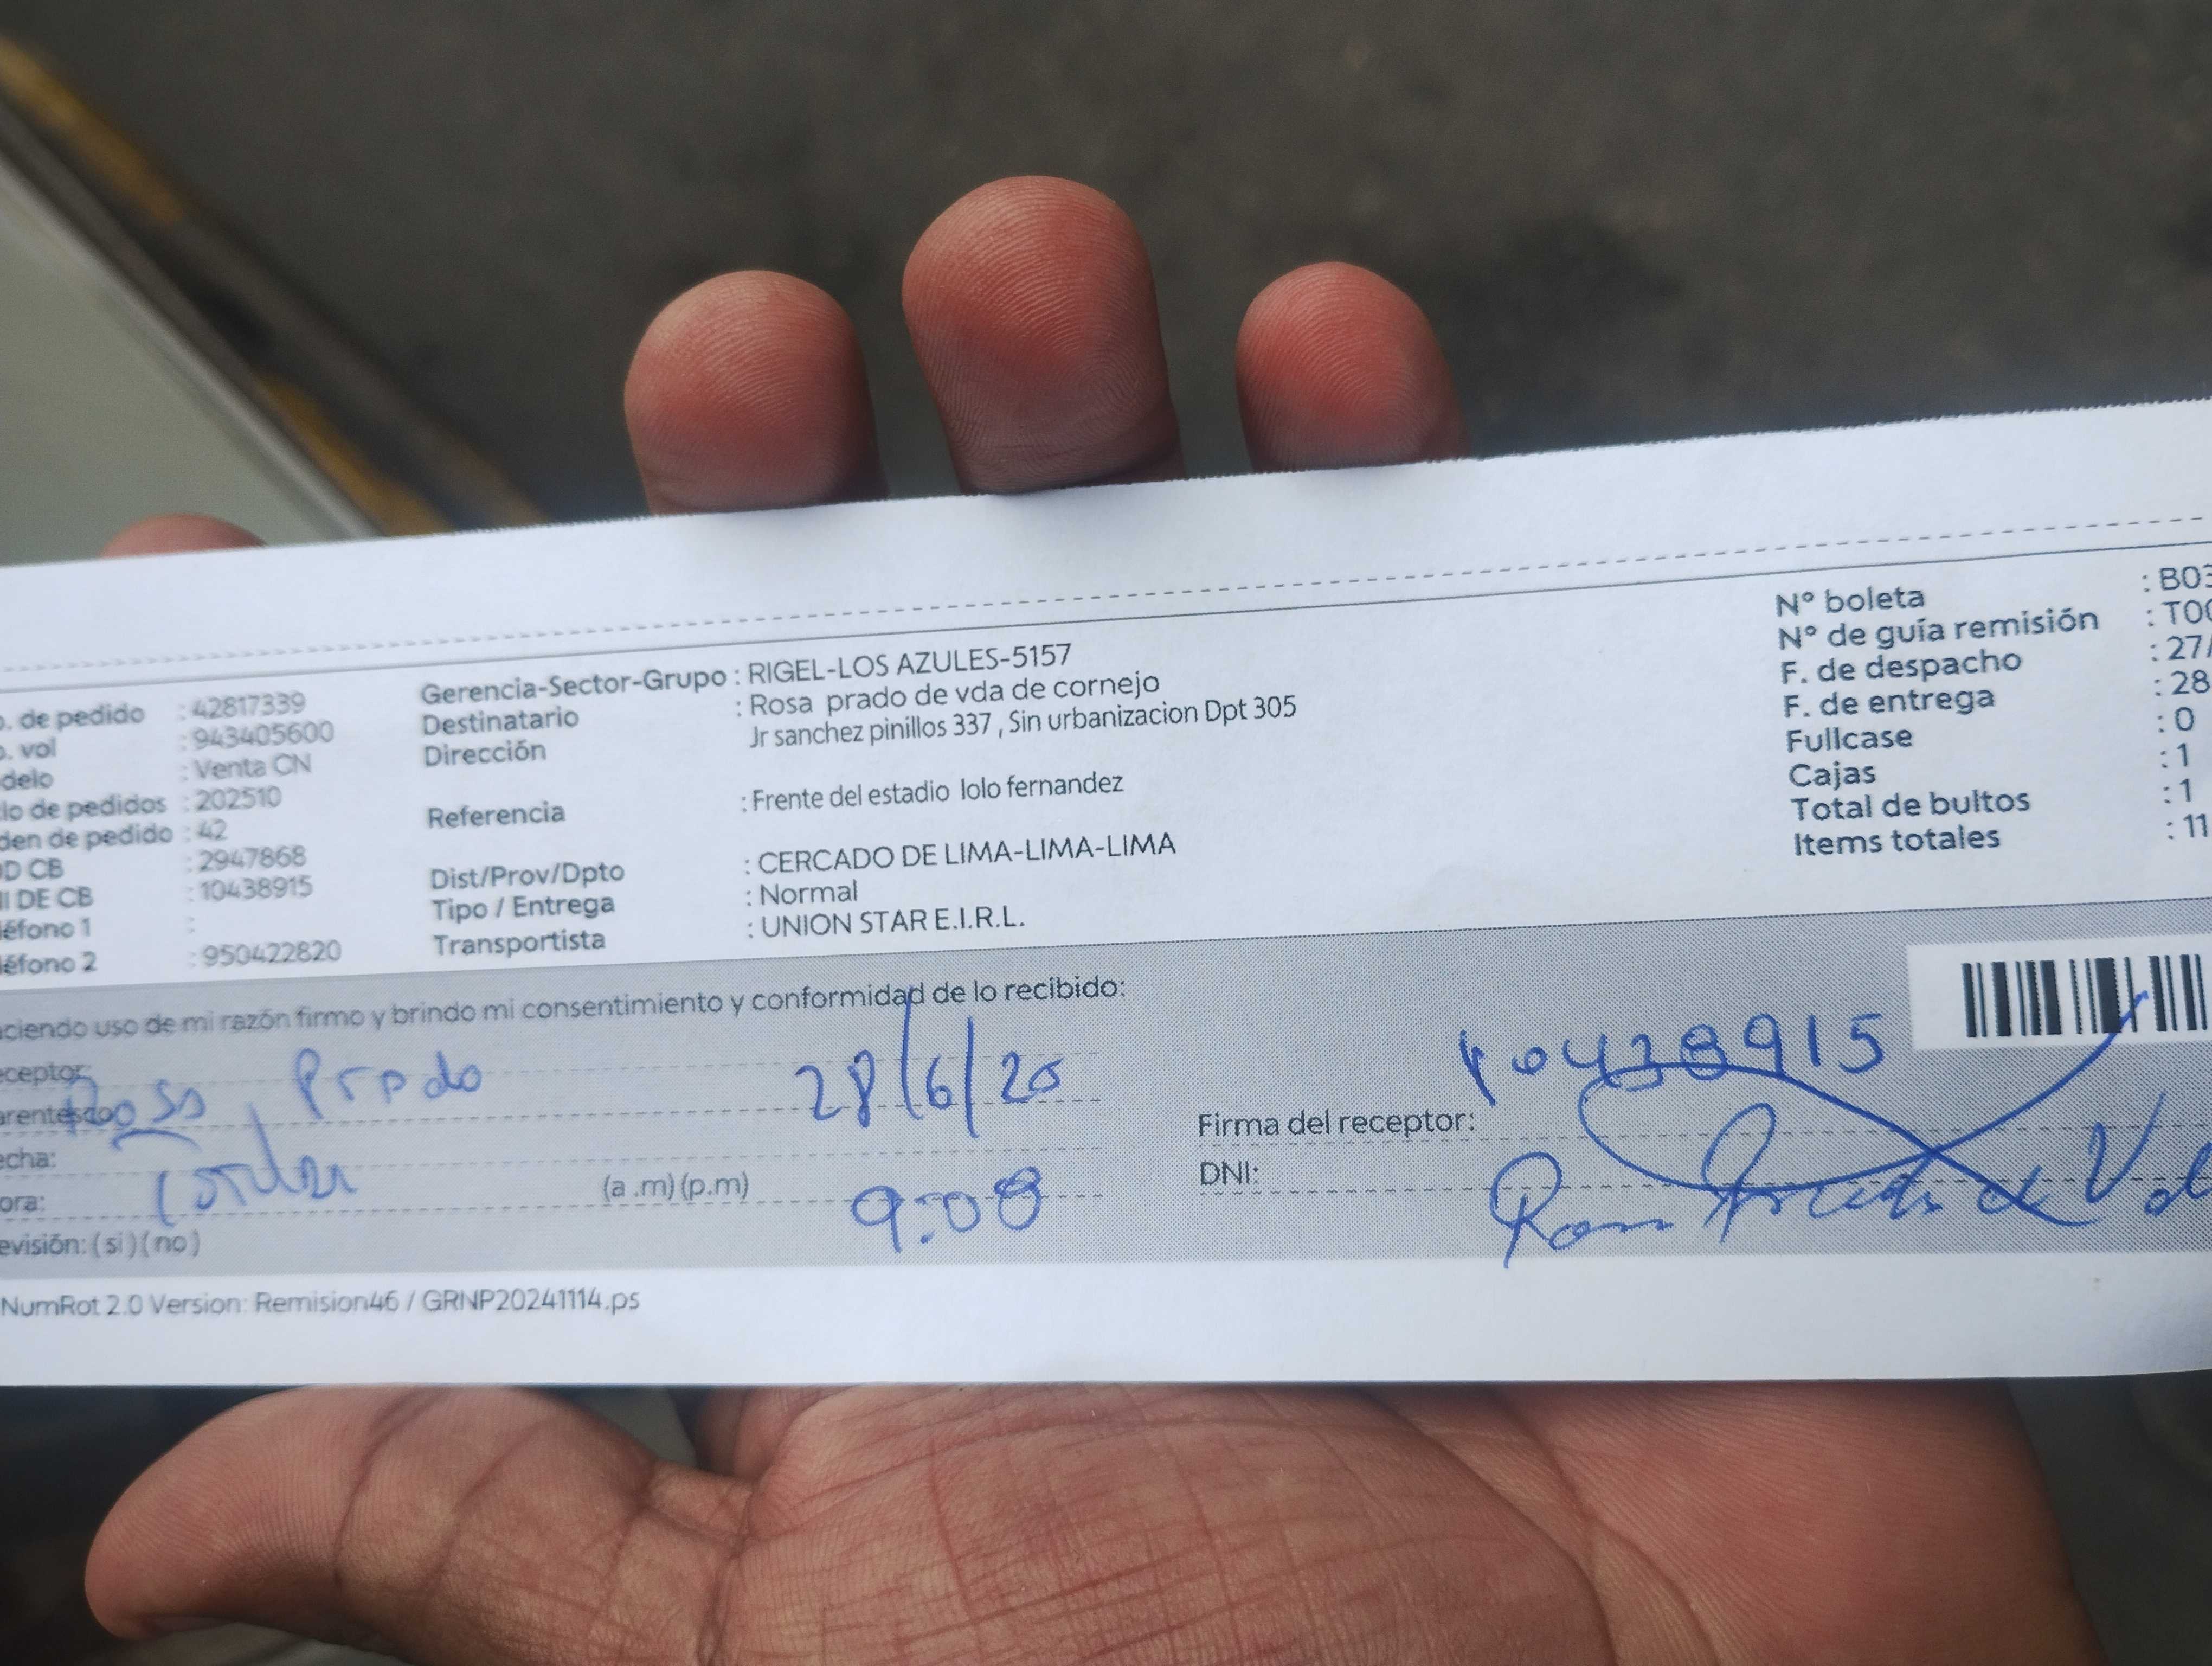 o. de pedido : 42817339
o. vol : 943405600
delo : Venta CN
lo de pedidos : 202510
den de pedido : 42
D CB : 2947868
II DE CB : 10438915
éfono 1 :
éfono 2 : 950422820
Gerencia-Sector-Grupo : RIGEL-LOS AZULES-5157
Destinatario : Rosa prado de vda de cornejo
Dirección Jr sanchez pinillos 337 , Sin urbanizacion Dpt 305
Referencia : Frente del estadio lolo fernandez
Dist/Prov/Dpto : CERCADO DE LIMA-LIMA-LIMA
Tipo / Entrega : Normal
Transportista : UNION STAR E.I.R.L.
N° boleta : B03
N° de guía remisión : T00
F. de despacho : 27/
F. de entrega : 28
Fullcase : 0
Cajas : 1
Total de bultos : 1
Items totales : 11
aciendo uso de mi razón firmo y brindo mi consentimiento y conformidad de lo recibido:
eceptor: Rosa Prado
arentesco:
echa: 28/6/25
ora: (a .m) (p.m) 9:08
evisión: ( si ) ( no )
10438915
Firma del receptor:
DNI:
Rosa Prado de Vd
NumRot 2.0 Version: Remision46 / GRNP20241114.ps